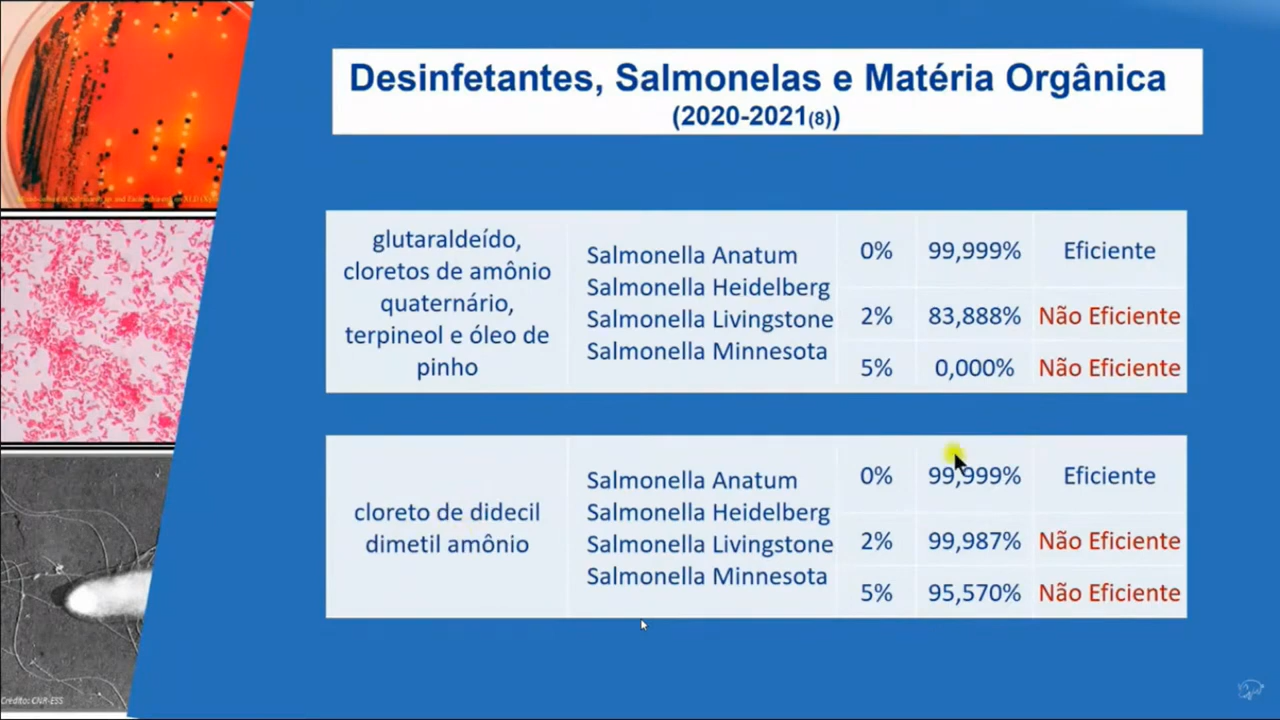 Desinfetantes, Salmonelas e Matéria Orgânica
(2020-2021(8))
glutaraldeído,
cloretos de amônio
quaternário,
terpineol e óleo de
pinho
Salmonella Anatum
Salmonella Heidelberg
Salmonella Livingstone
Salmonella Minnesota
0% 99,999% Eficiente
2% 83,888% Não Eficiente
5% 0,000% Não Eficiente
cloreto de didecil
dimetil amônio
Salmonella Anatum
Salmonella Heidelberg
Salmonella Livingstone
Salmonella Minnesota
0% 99,999% Eficiente
2% 99,987% Não Eficiente
5% 95,570% Não Eficiente
Crédito: CNR-ESS